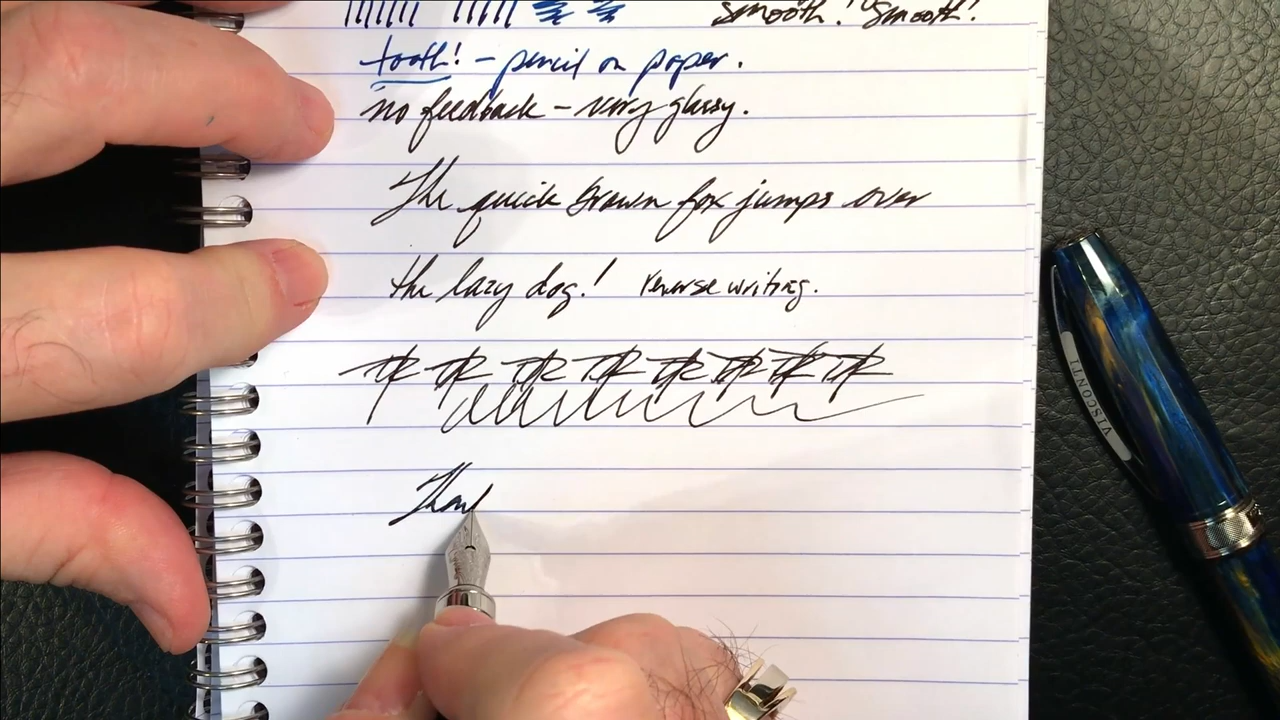 smooth! Smooth!
tooth! - pencil on paper.
no feedback - very glassy.
The quick brown fox jumps over
the lazy dog! reverse writing.
Thank
VISCONTI